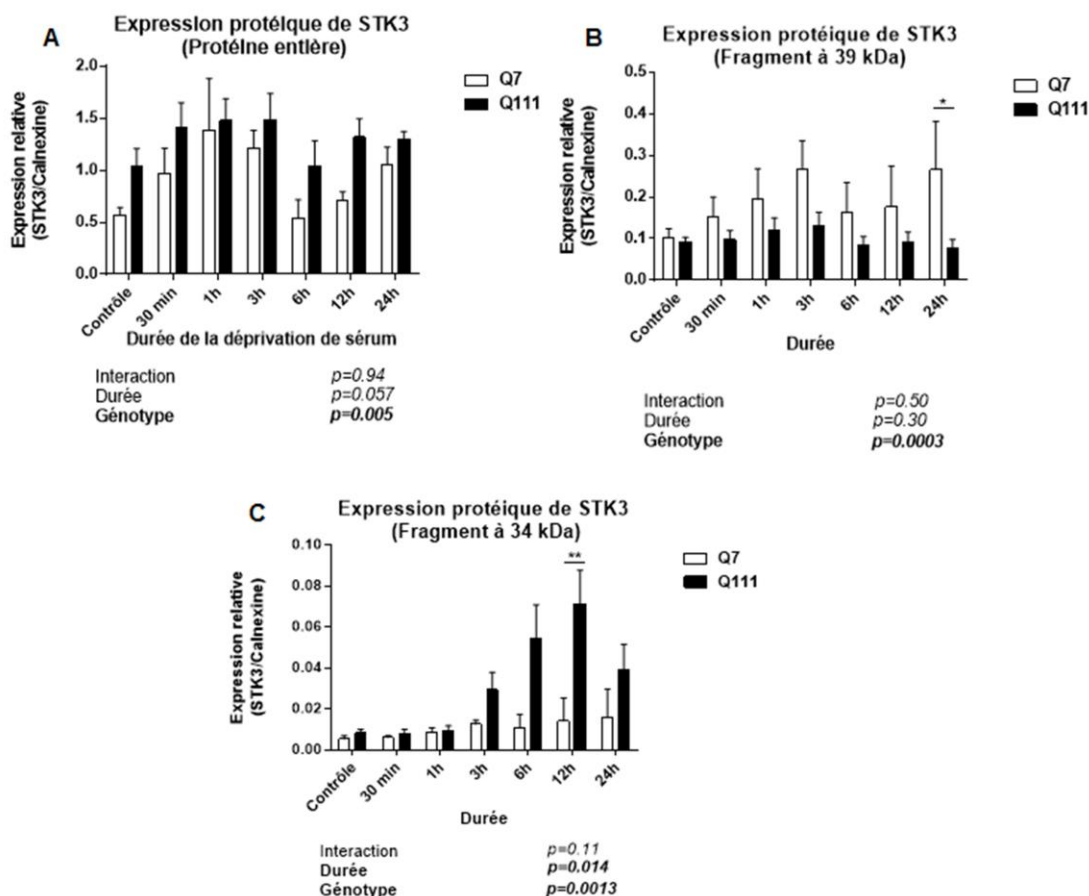 A
Expression protéique de STK3
(Protéine entière)
Expression relative
(STK3/Calnexine)
2.0
1.5
1.0
0.5
0.0
Q7
Q111
Contrôle
30 min
1h
3h
6h
12h
24h
Durée de la déprivation de sérum
Interaction p=0.94
Durée p=0.057
Génotype p=0.005
B
Expression protéique de STK3
(Fragment à 39 kDa)
Expression relative
(STK3/Calnexine)
0.5
0.4
0.3
0.2
0.1
0.0
*
Q7
Q111
Contrôle
30 min
1h
3h
6h
12h
24h
Durée
Interaction p=0.50
Durée p=0.30
Génotype p=0.0003
C
Expression protéique de STK3
(Fragment à 34 kDa)
Expression relative
(STK3/Calnexine)
0.10
0.08
0.06
0.04
0.02
0.00
**
Q7
Q111
Contrôle
30 min
1h
3h
6h
12h
24h
Durée
Interaction p=0.11
Durée p=0.014
Génotype p=0.0013